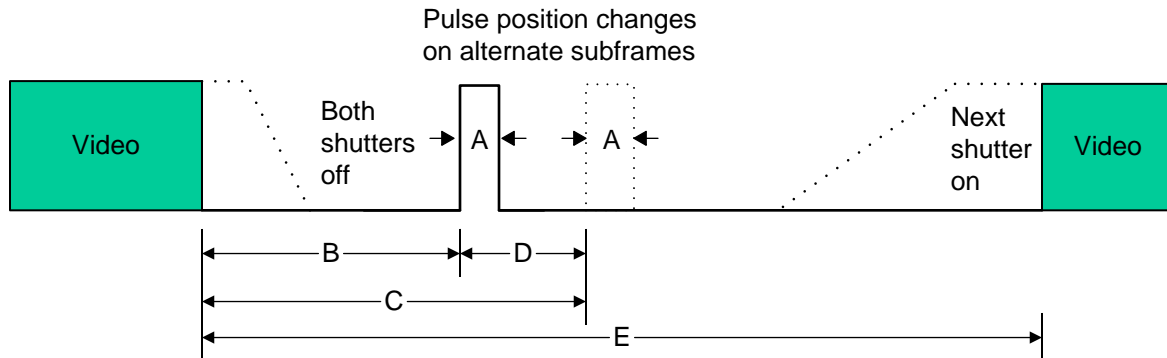 Pulse position changes
on alternate subframes
Video
Both
shutters
off
A
A
Next
shutter
on
Video
B
D
C
E